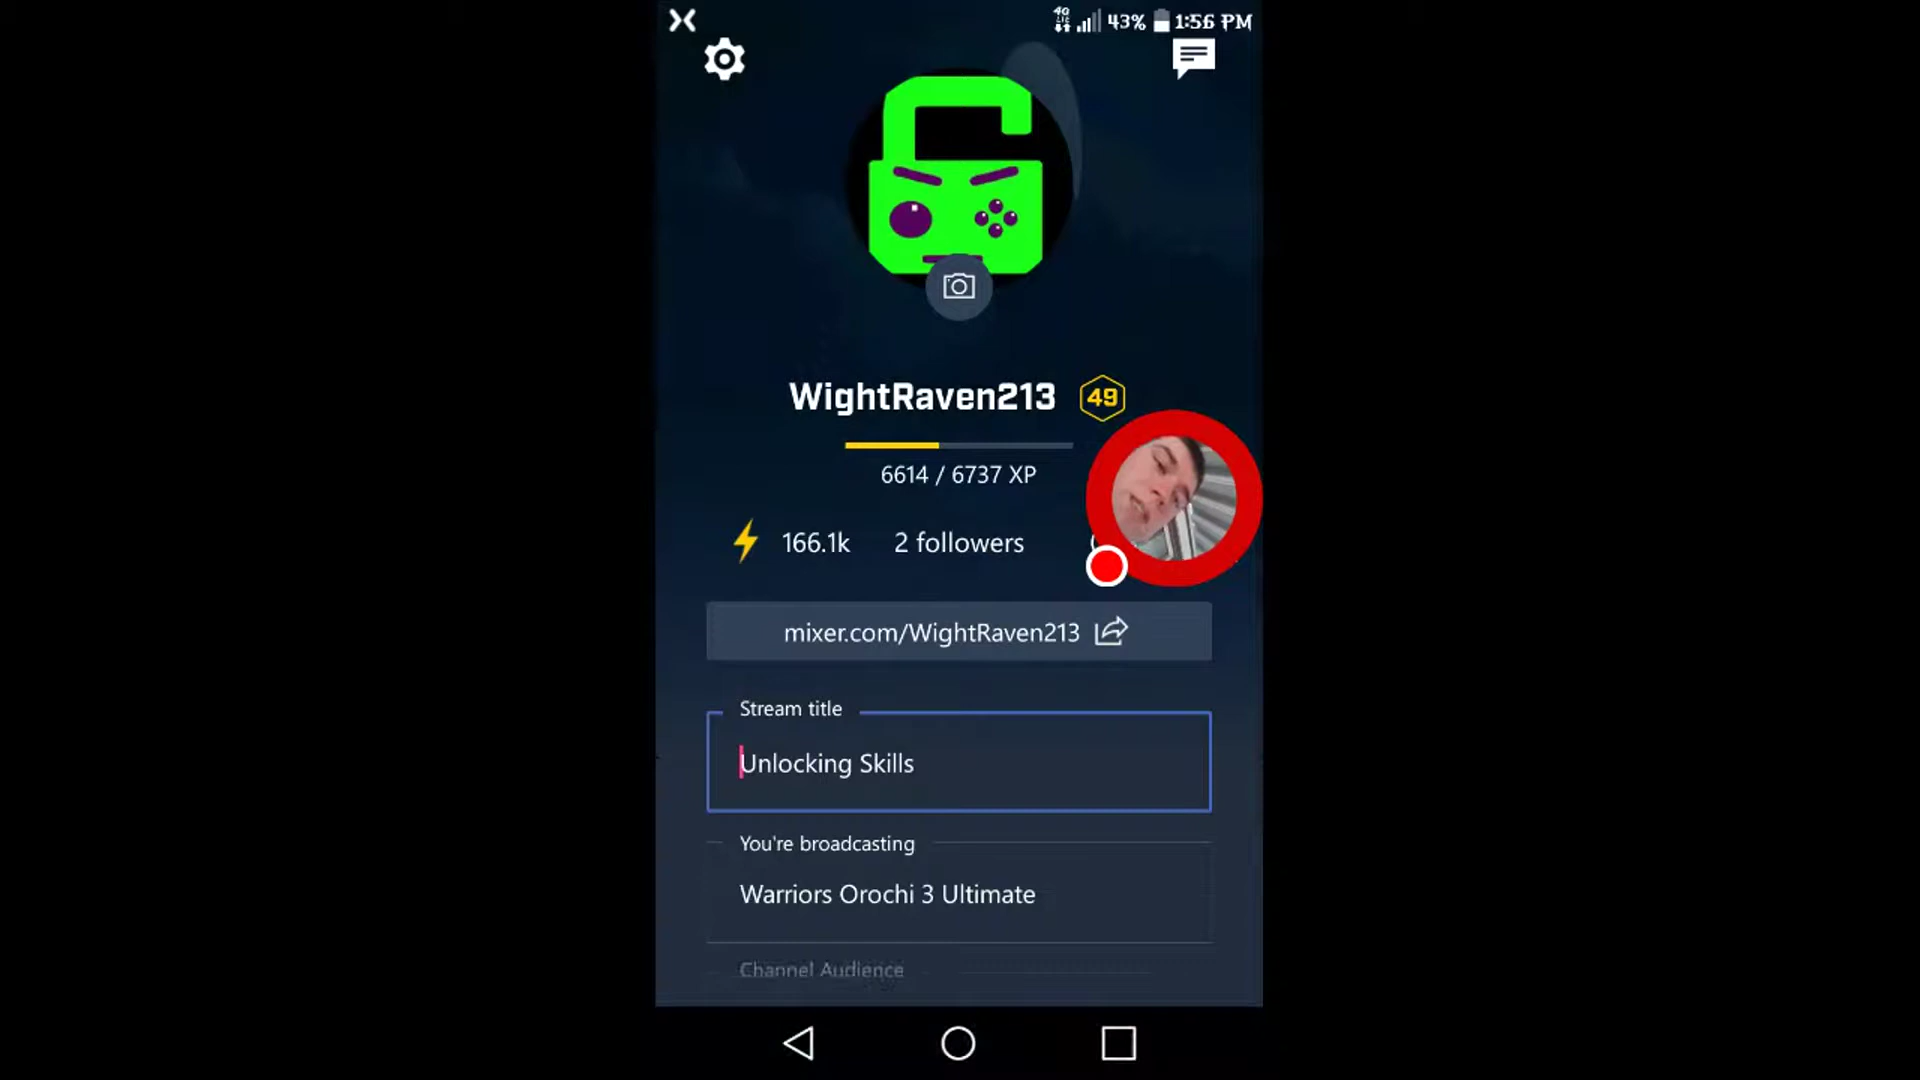 43% 1:56 PM
WightRaven213 49
6614 / 6737 XP
166.1k 2 followers
mixer.com/WightRaven213
Stream title
Unlocking Skills
You're broadcasting
Warriors Orochi 3 Ultimate
Channel Audience